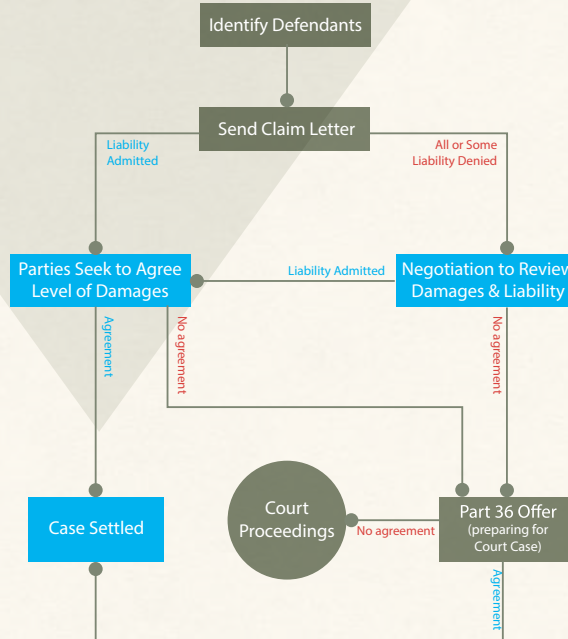 Identify Defendants
Send Claim Letter
Liability
Admitted
All or Some
Liability Denied
Parties Seek to Agree
Level of Damages
Liability Admitted
Negotiation to Review
Damages & Liability
Agreement
No agreement
No agreement
Case Settled
Court
Proceedings
No agreement
Part 36 Offer
(preparing for
Court Case)
Agreement